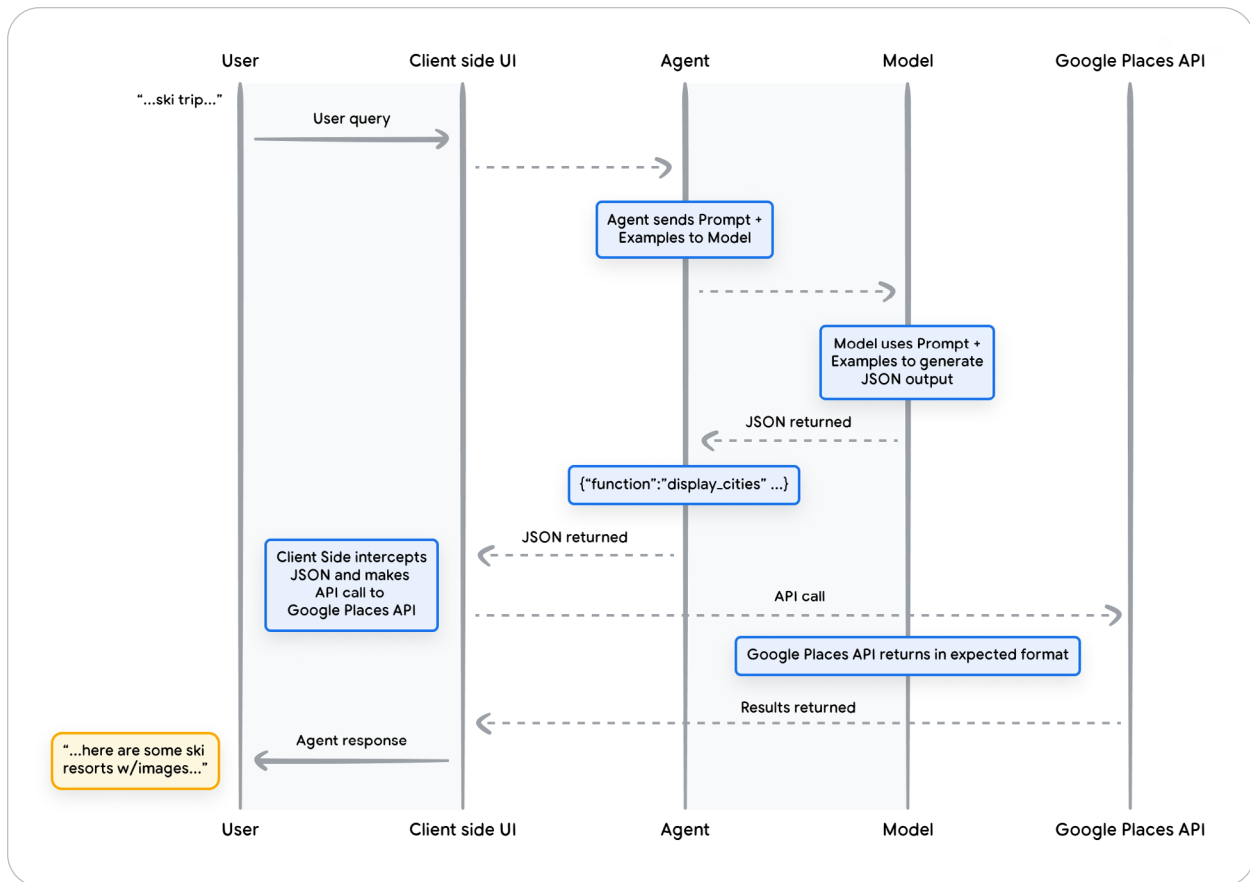 User
Client side UI
Agent
Model
Google Places API
“...ski trip...”
User query
Agent sends Prompt +
Examples to Model
Model uses Prompt +
Examples to generate
JSON output
JSON returned
{“function”:”display_cities” ...}
JSON returned
Client Side intercepts
JSON and makes
API call to
Google Places API
API call
Google Places API returns in expected format
Results returned
Agent response
“...here are some ski
resorts w/images...”
User
Client side UI
Agent
Model
Google Places API